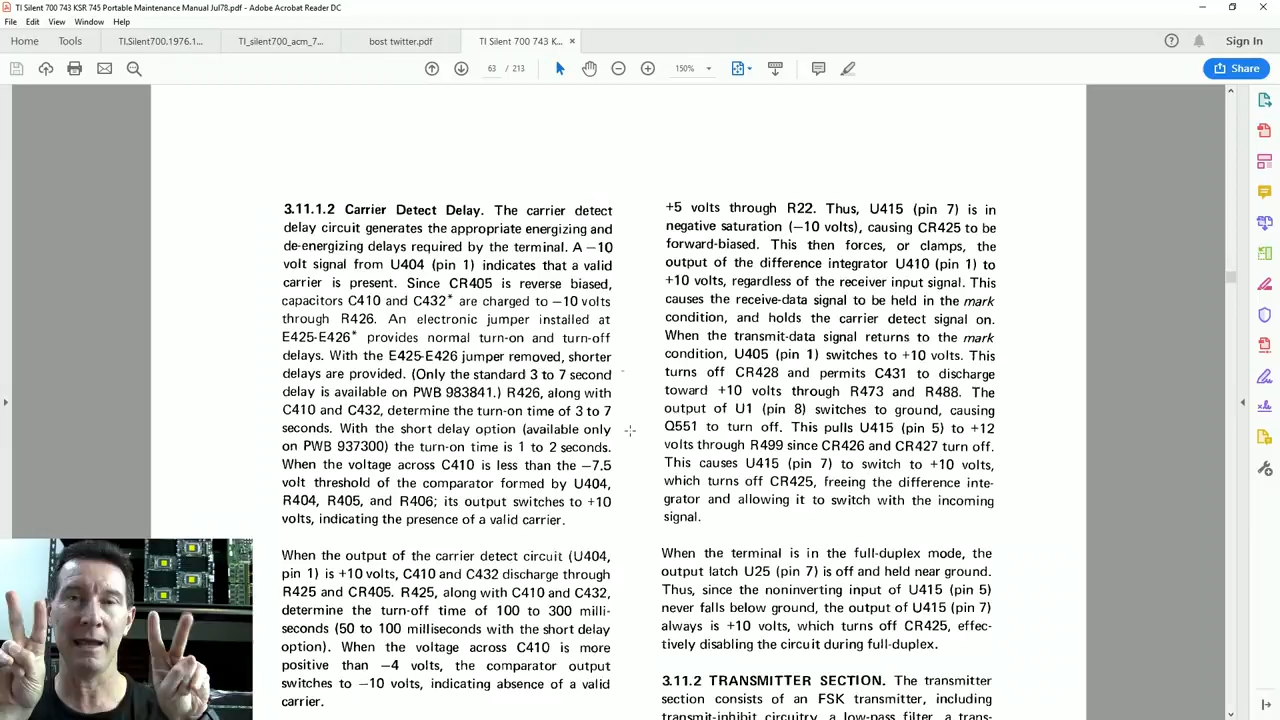 TI Silent 700 743 KSR 745 Portable Maintenance Manual Jul78.pdf - Adobe Acrobat Reader DC
File Edit View Window Help
Home Tools TI.Silent700.1976.1... TI_silent700_acm_7... bost twitter.pdf TI Silent 700 743 K... × Sign In
63 / 213 150% Share
3.11.1.2 Carrier Detect Delay. The carrier detect
delay circuit generates the appropriate energizing and
de-energizing delays required by the terminal. A −10
volt signal from U404 (pin 1) indicates that a valid
carrier is present. Since CR405 is reverse biased,
capacitors C410 and C432* are charged to −10 volts
through R426. An electronic jumper installed at
E425-E426* provides normal turn-on and turn-off
delays. With the E425-E426 jumper removed, shorter
delays are provided. (Only the standard 3 to 7 second
delay is available on PWB 983841.) R426, along with
C410 and C432, determine the turn-on time of 3 to 7
seconds. With the short delay option (available only
on PWB 937300) the turn-on time is 1 to 2 seconds.
When the voltage across C410 is less than the −7.5
volt threshold of the comparator formed by U404,
R404, R405, and R406; its output switches to +10
volts, indicating the presence of a valid carrier.
When the output of the carrier detect circuit (U404,
pin 1) is +10 volts, C410 and C432 discharge through
R425 and CR405. R425, along with C410 and C432,
determine the turn-off time of 100 to 300 milli-
seconds (50 to 100 milliseconds with the short delay
option). When the voltage across C410 is more
positive than −4 volts, the comparator output
switches to −10 volts, indicating absence of a valid
carrier.
+5 volts through R22. Thus, U415 (pin 7) is in
negative saturation (−10 volts), causing CR425 to be
forward-biased. This then forces, or clamps, the
output of the difference integrator U410 (pin 1) to
+10 volts, regardless of the receiver input signal. This
causes the receive-data signal to be held in the mark
condition, and holds the carrier detect signal on.
When the transmit-data signal returns to the mark
condition, U405 (pin 1) switches to +10 volts. This
turns off CR428 and permits C431 to discharge
toward +10 volts through R473 and R488. The
output of U1 (pin 8) switches to ground, causing
Q551 to turn off. This pulls U415 (pin 5) to +12
volts through R499 since CR426 and CR427 turn off.
This causes U415 (pin 7) to switch to +10 volts,
which turns off CR425, freeing the difference inte-
grator and allowing it to switch with the incoming
signal.
When the terminal is in the full-duplex mode, the
output latch U25 (pin 7) is off and held near ground.
Thus, since the noninverting input of U415 (pin 5)
never falls below ground, the output of U415 (pin 7)
always is +10 volts, which turns off CR425, effec-
tively disabling the circuit during full-duplex.
3.11.2 TRANSMITTER SECTION. The transmitter
section consists of an FSK transmitter, including
transmit-inhibit circuitry, a low-pass filter, a trans-